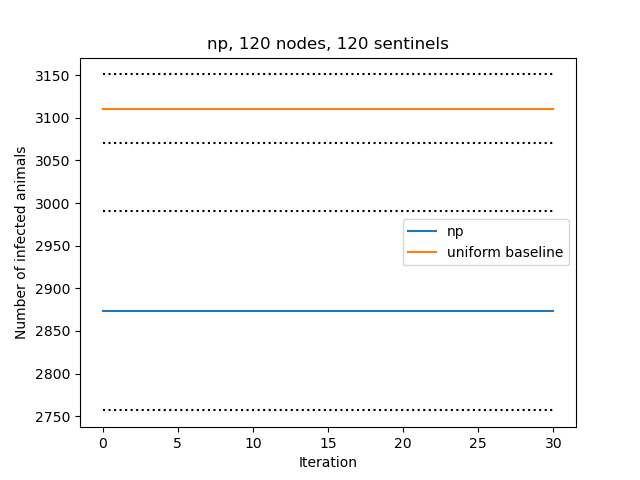 np, 120 nodes, 120 sentinels
3150
3100
3050
3000
2950
2900
2850
2800
2750
Number of infected animals
np
uniform baseline
0 5 10 15 20 25 30
Iteration